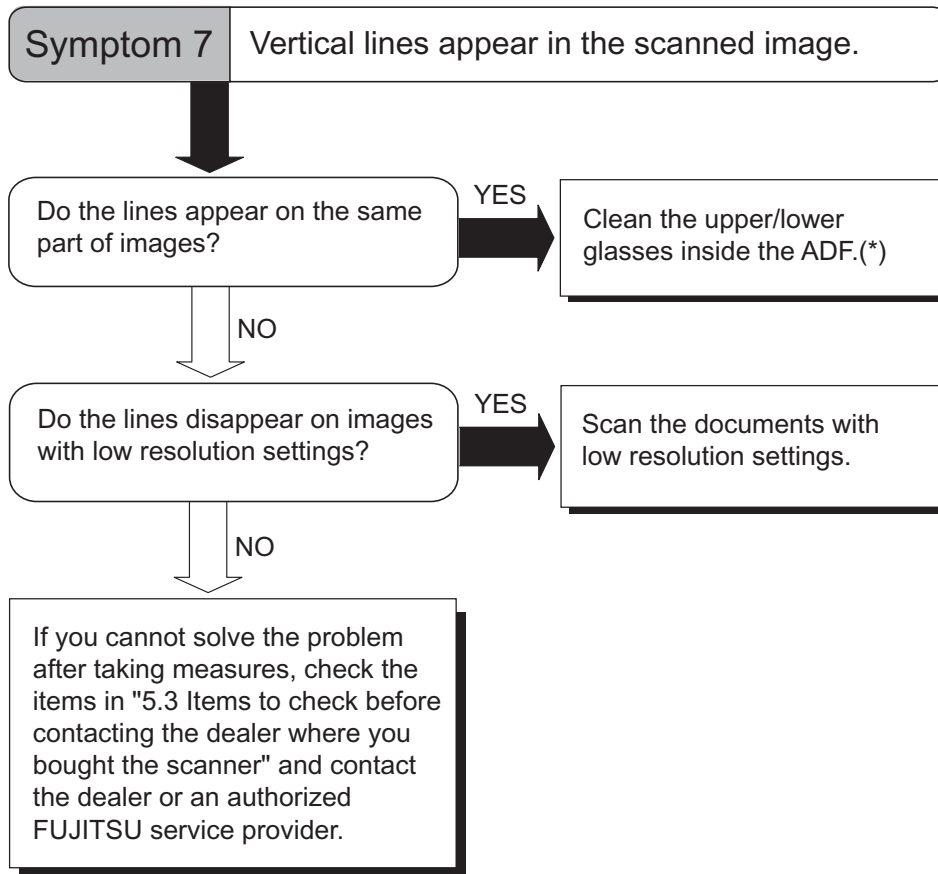 Symptom 7
Vertical lines appear in the scanned image.
Do the lines appear on the same
part of images?
YES
Clean the upper/lower
glasses inside the ADF.(*)
NO
Do the lines disappear on images
with low resolution settings?
YES
Scan the documents with
low resolution settings.
NO
If you cannot solve the problem
after taking measures, check the
items in "5.3 Items to check before
contacting the dealer where you
bought the scanner" and contact
the dealer or an authorized
FUJITSU service provider.